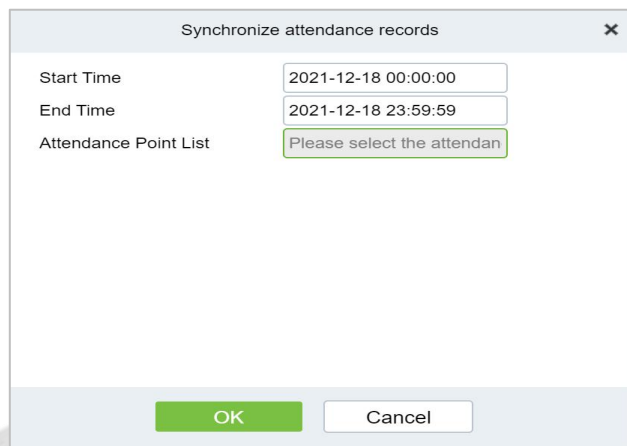 Synchronize attendance records
Start Time 2021-12-18 00:00:00
End Time 2021-12-18 23:59:59
Attendance Point List Please select the attendan
OK Cancel